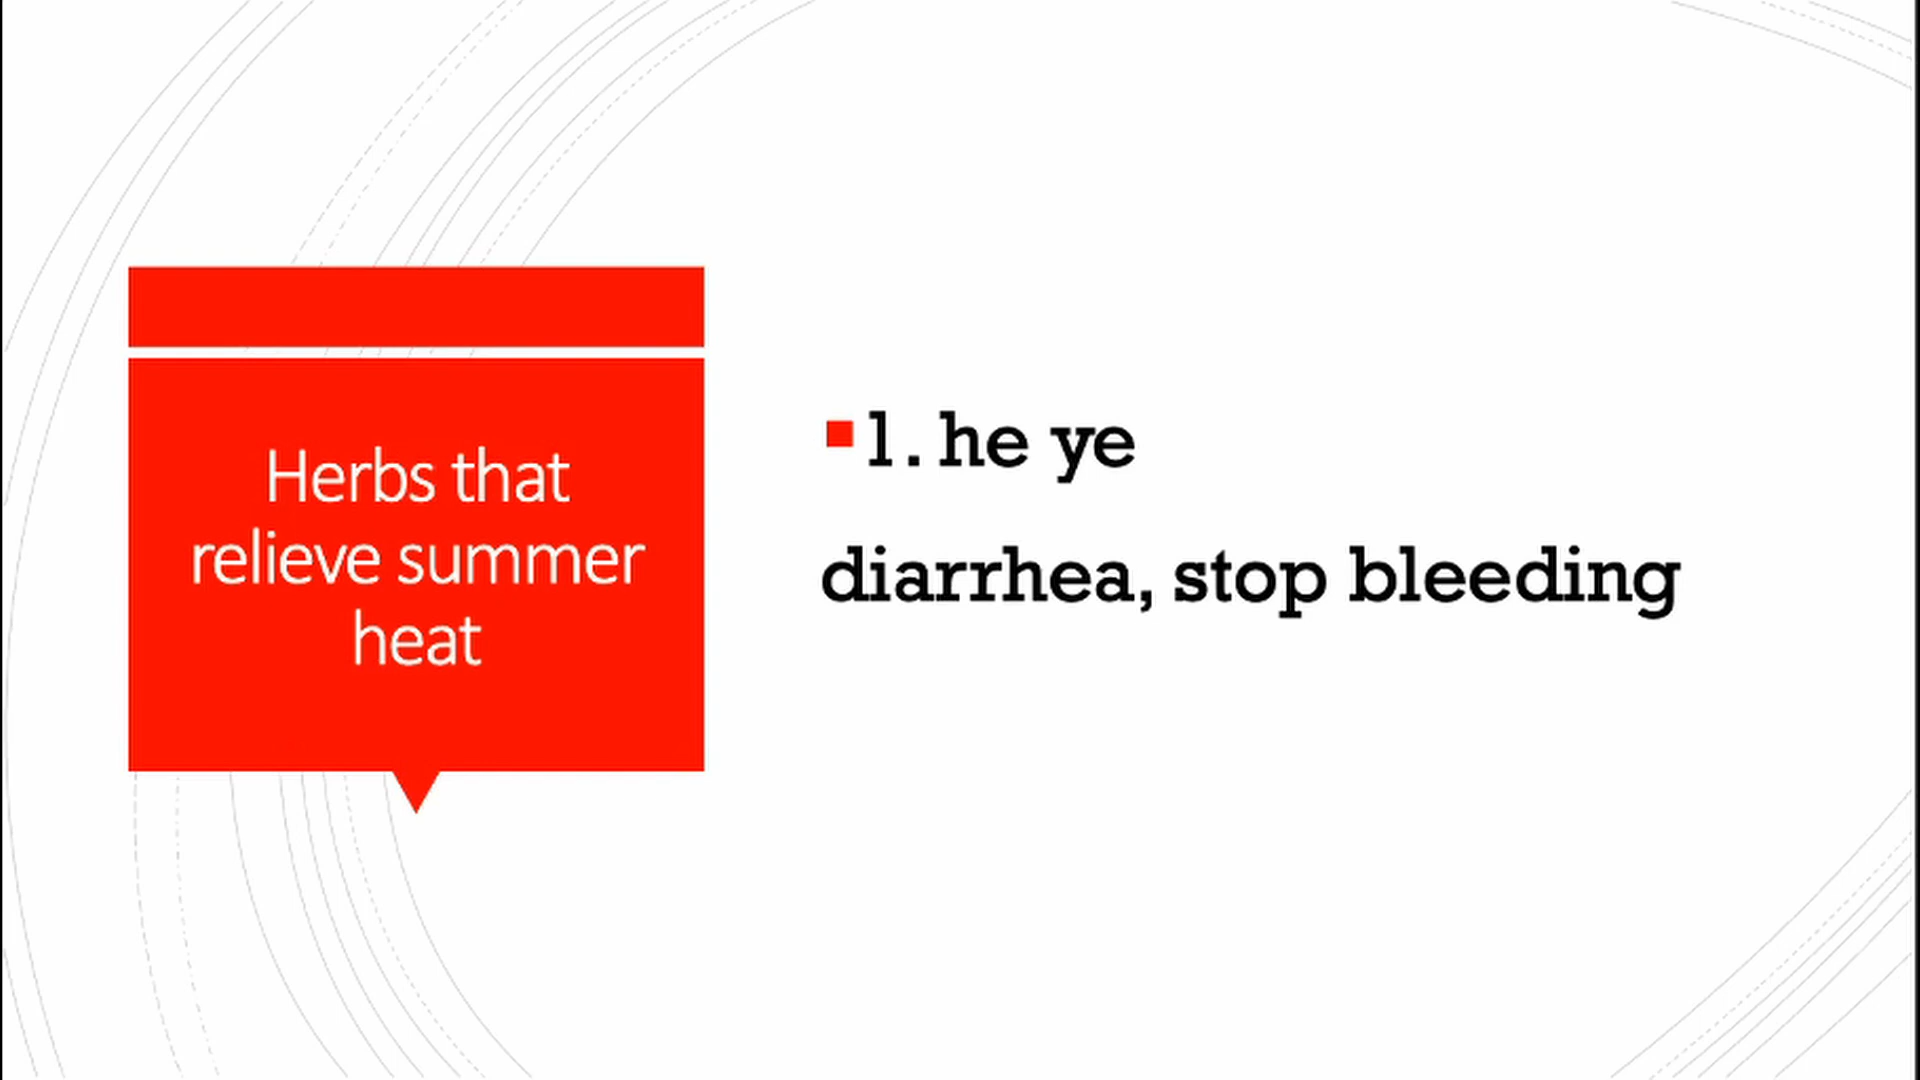 Herbs that
relieve summer
heat
1. he ye
diarrhea, stop bleeding